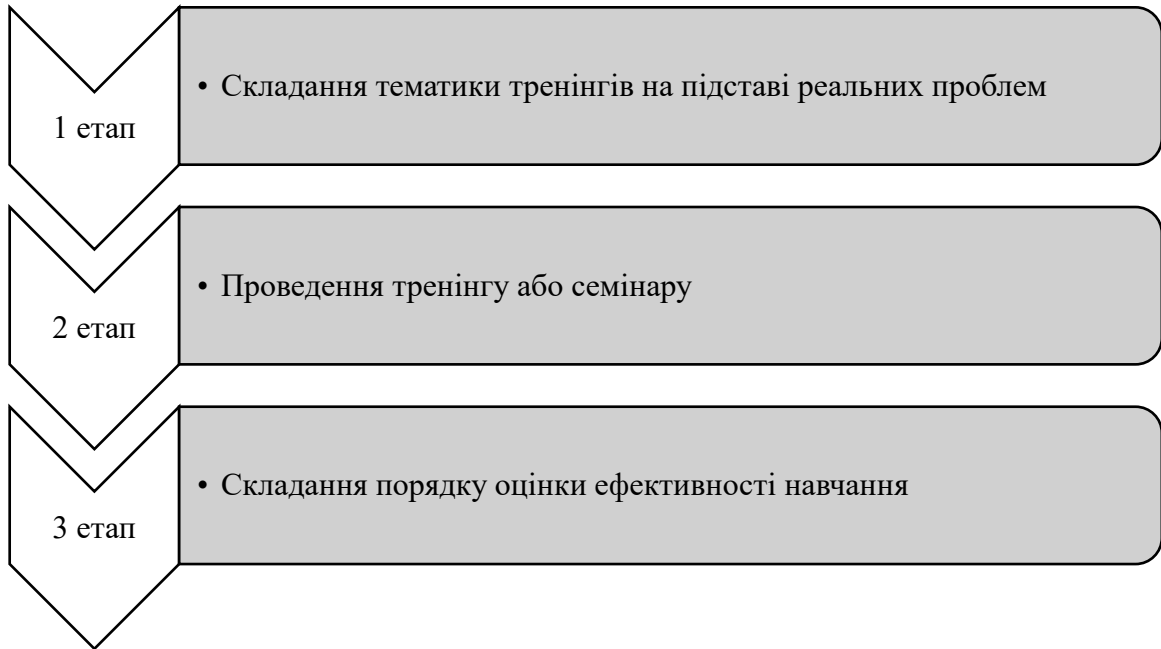 1 етап
• Складання тематики тренінгів на підставі реальних проблем
2 етап
• Проведення тренінгу або семінару
3 етап
• Складання порядку оцінки ефективності навчання